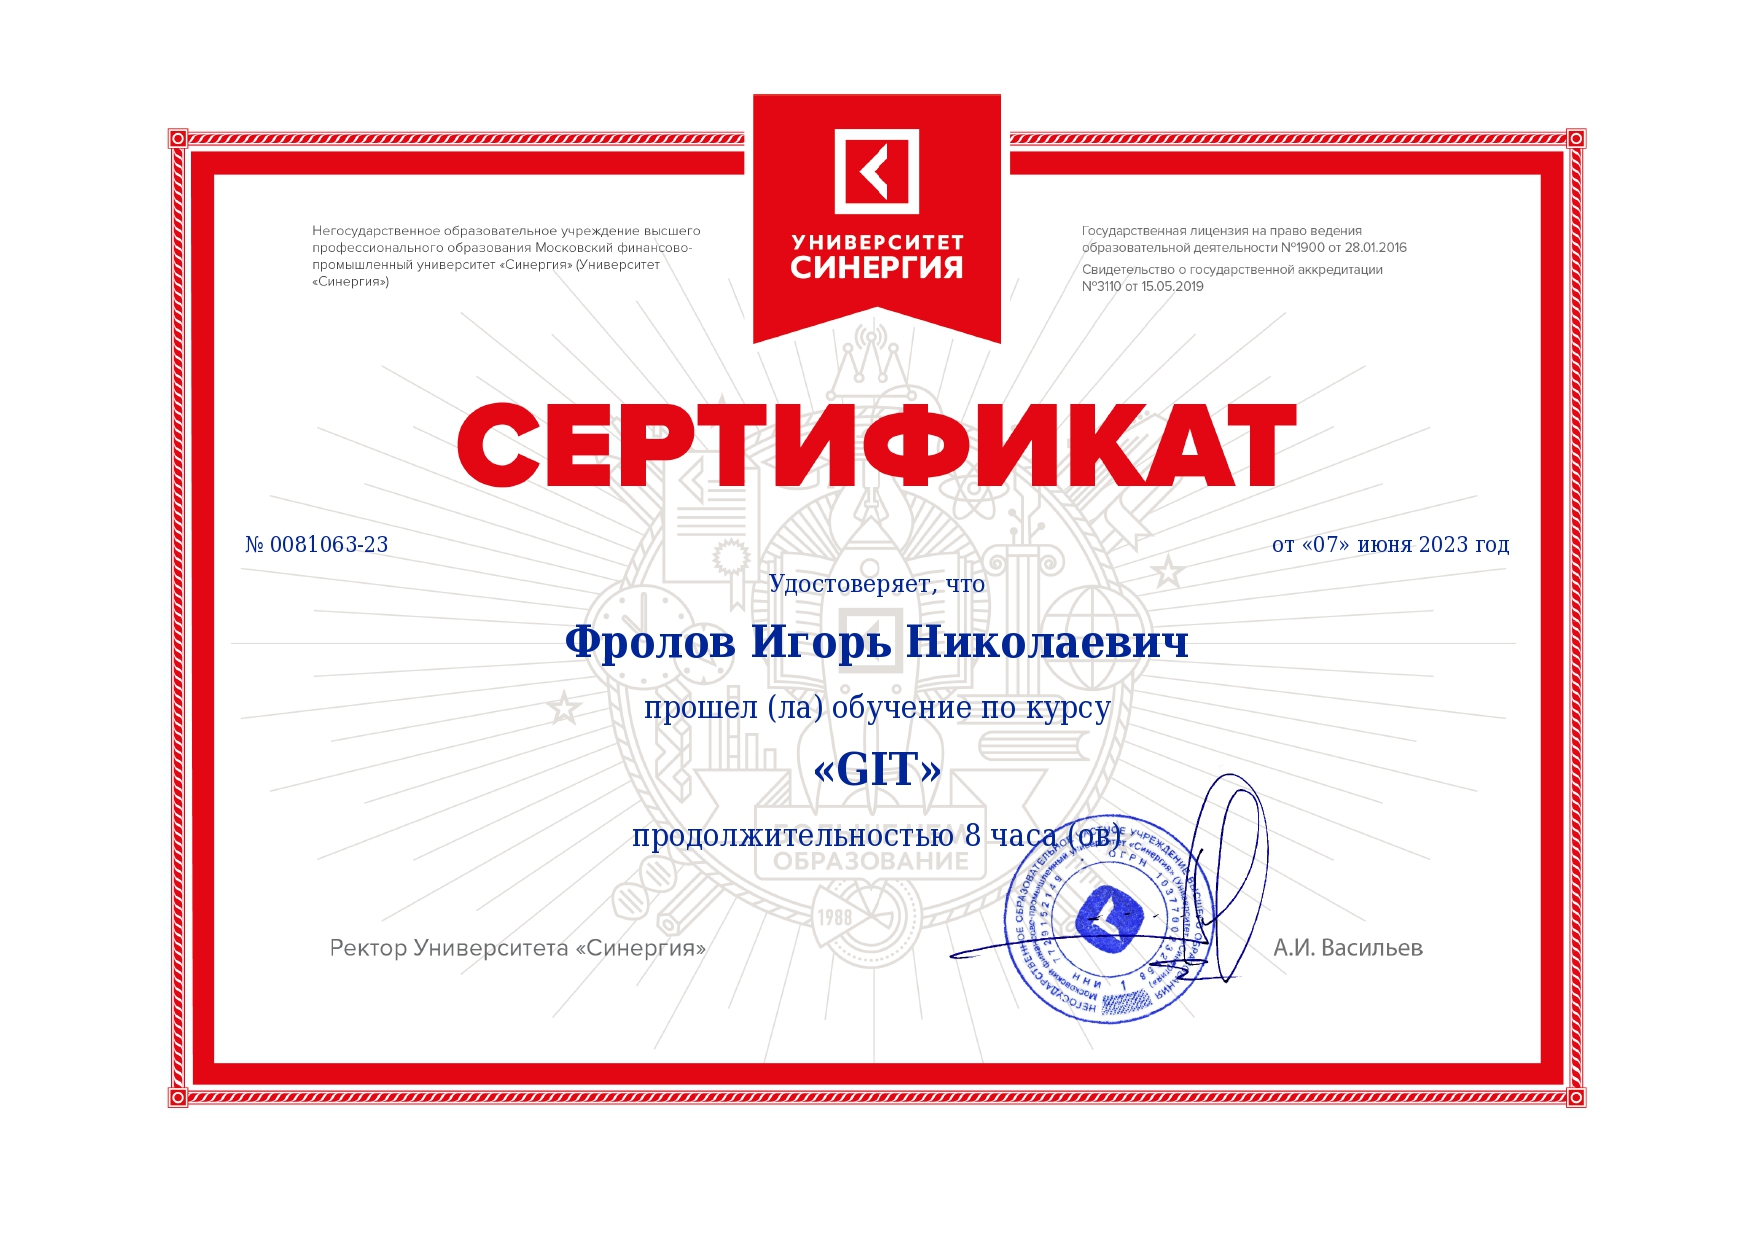 УНИВЕРСИТЕТ
СИНЕРГИЯ
Негосударственное образовательное учреждение высшего
профессионального образования Московский финансово-
промышленный университет «Синергия» (Университет
«Синергия»)
Государственная лицензия на право ведения
образовательной деятельности №1900 от 28.01.2016
Свидетельство о государственной аккредитации
№3110 от 15.05.2019
СЕРТИФИКАТ
№ 0081063-23
от «07» июня 2023 год
Удостоверяет, что
Фролов Игорь Николаевич
прошел (ла) обучение по курсу
«GIT»
продолжительностью 8 часа (ов)
ОБРАЗОВАНИЕ
1988
Ректор Университета «Синергия»
А.И. Васильев